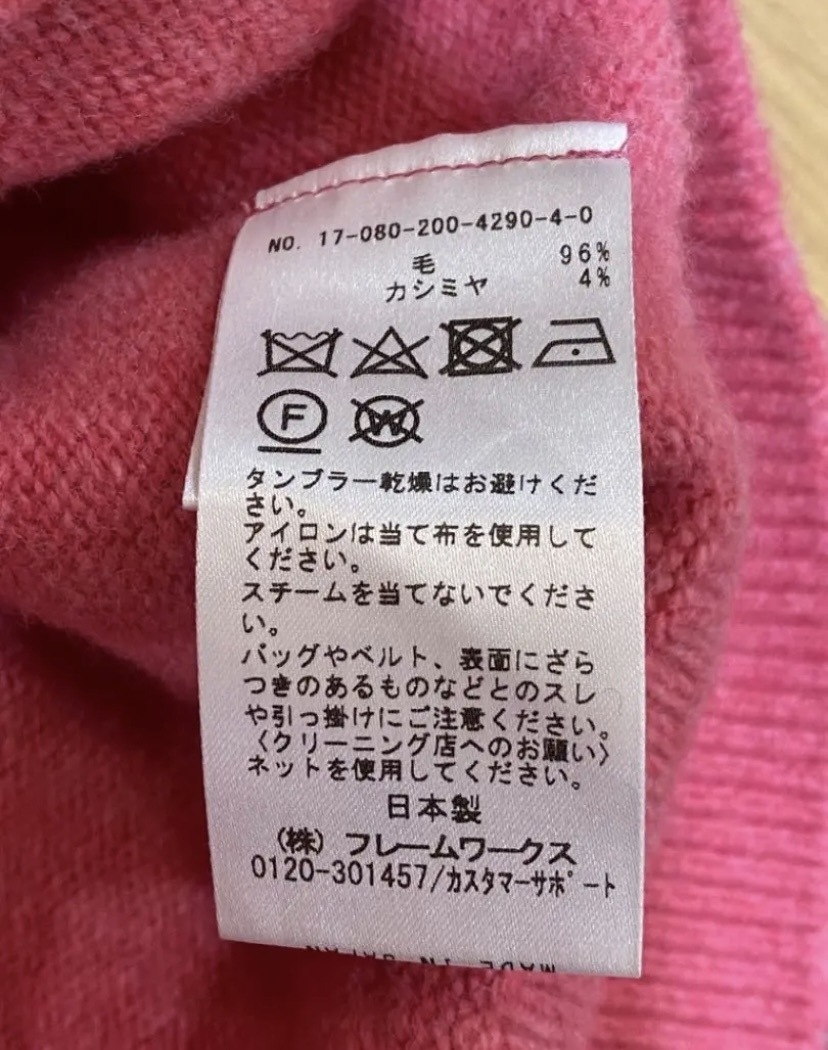 NO. 17-080-200-4290-4-0
毛 96%
カシミヤ 4%
F W
タンブラー乾燥はお避けくだ
さい。
アイロンは当て布を使用して
ください。
スチームを当てないでくださ
い。
バッグやベルト、表面にざら
つきのあるものなどとのスレ
や引っ掛けにご注意ください。
〈クリーニング店へのお願い〉
ネットを使用してください。
日本製
(株) フレームワークス
0120-301457/カスタマーサポート
MADE IN JAPAN